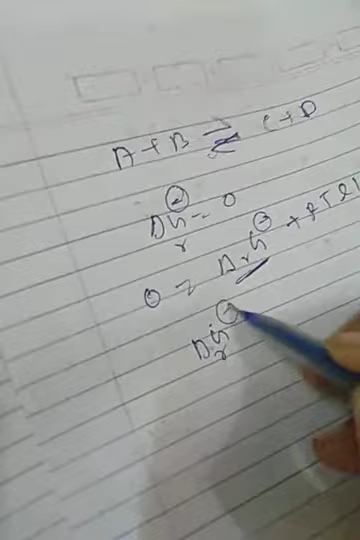 A + B ⇌ C + D
ΔrG⊖ = 0
0 = ΔrG⊖ + RT ln
ΔrG⊖